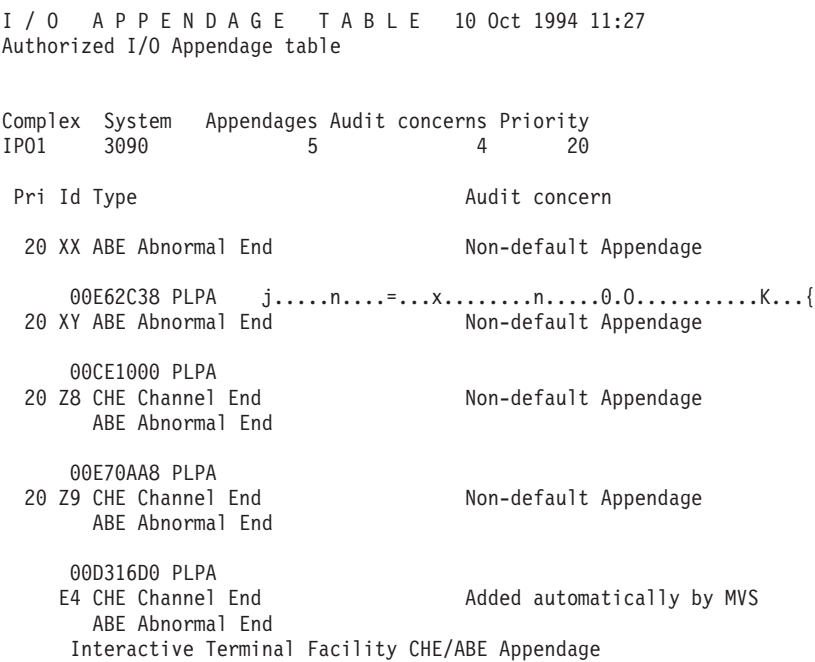 I / O   A P P E N D A G E   T A B L E   10 Oct 1994 11:27
Authorized I/O Appendage table
Complex  System   Appendages Audit concerns Priority
IPO1     3090              5              4       20
Pri Id Type                             Audit concern
20 XX ABE Abnormal End                 Non-default Appendage
00E62C38 PLPA    j.....n....=...x........n.....0.O...........K...{
20 XY ABE Abnormal End                 Non-default Appendage
00CE1000 PLPA
20 Z8 CHE Channel End                  Non-default Appendage
ABE Abnormal End
00E70AA8 PLPA
20 Z9 CHE Channel End                  Non-default Appendage
ABE Abnormal End
00D316D0 PLPA
E4 CHE Channel End                  Added automatically by MVS
ABE Abnormal End
Interactive Terminal Facility CHE/ABE Appendage